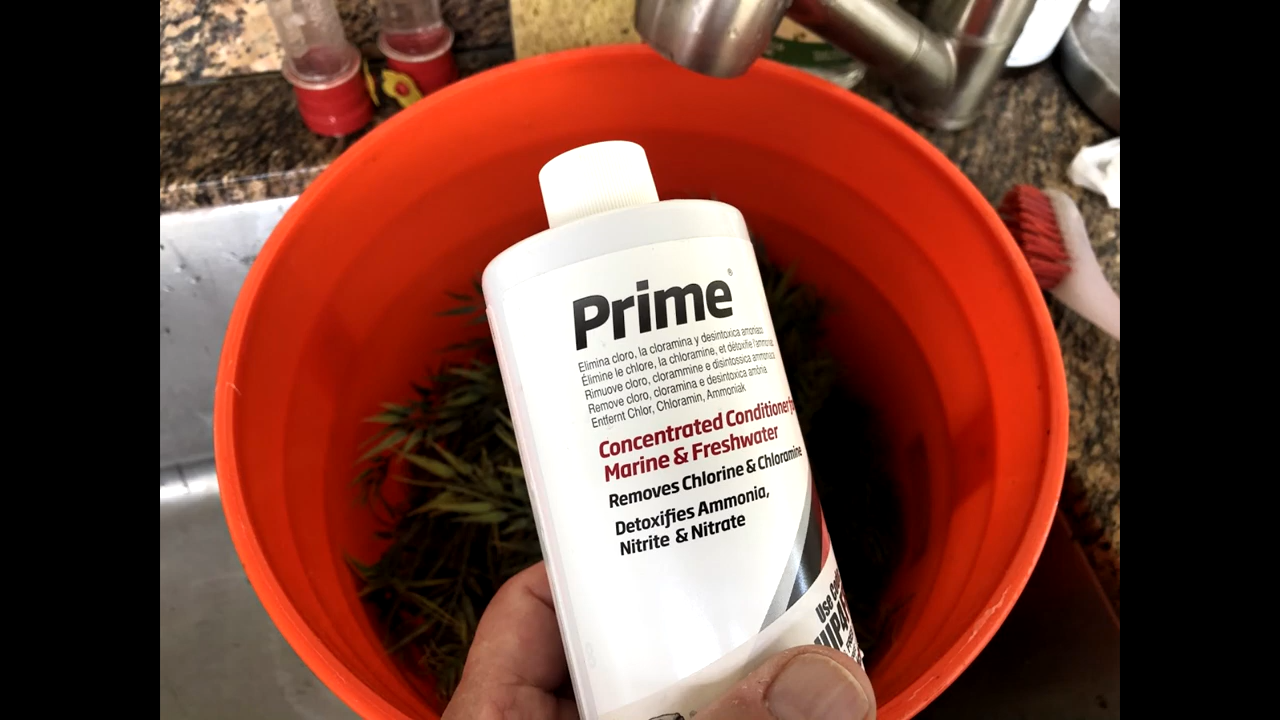 Prime®
Elimina cloro, la cloramina y desintoxica amoniaco
Élimine le chlore, la chloramine, et détoxifie l'ammoniac
Rimuove cloro, clorammine e disintossica ammoniaca
Remove cloro, cloramina e desintoxica amônia
Entfernt Chlor, Chloramin, Ammoniak
Concentrated Conditioner for
Marine & Freshwater
Removes Chlorine & Chloramine
Detoxifies Ammonia,
Nitrite & Nitrate
Use